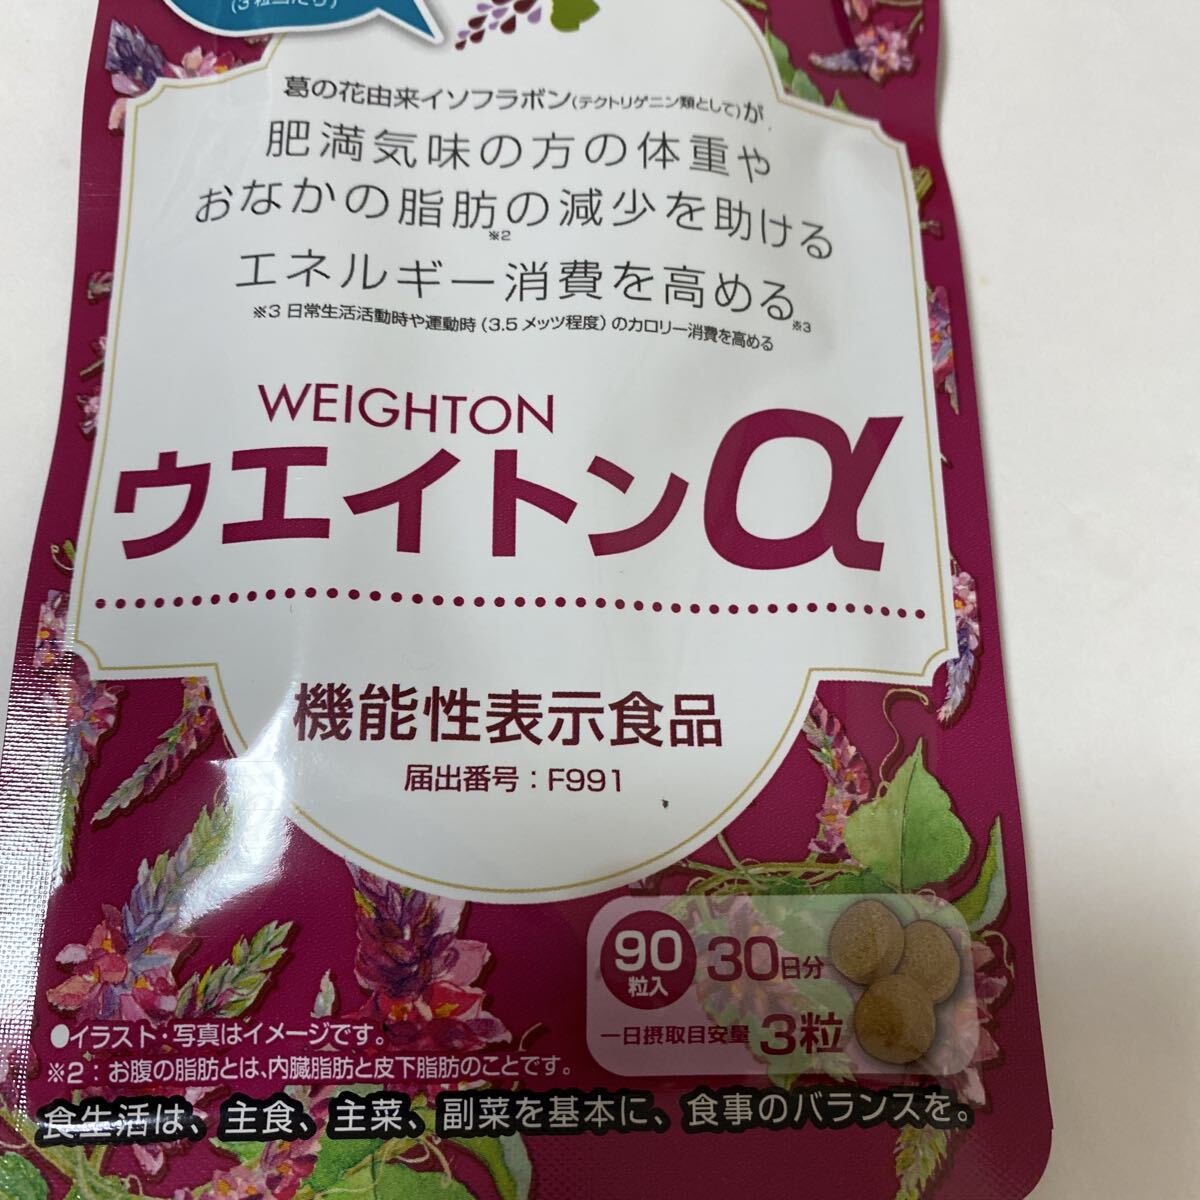 (3粒当たり)
葛の花由来イソフラボン(テクトリゲニン類として)が
肥満気味の方の体重や
おなかの脂肪の減少を助ける
※2
エネルギー消費を高める※3
※3 日常生活活動時や運動時（3.5 メッツ程度）のカロリー消費を高める
WEIGHTON
ウエイトンα
機能性表示食品
届出番号：F991
90粒入 30日分
一日摂取目安量 3粒
●イラスト・写真はイメージです。
※2：お腹の脂肪とは、内臓脂肪と皮下脂肪のことです。
食生活は、主食、主菜、副菜を基本に、食事のバランスを。